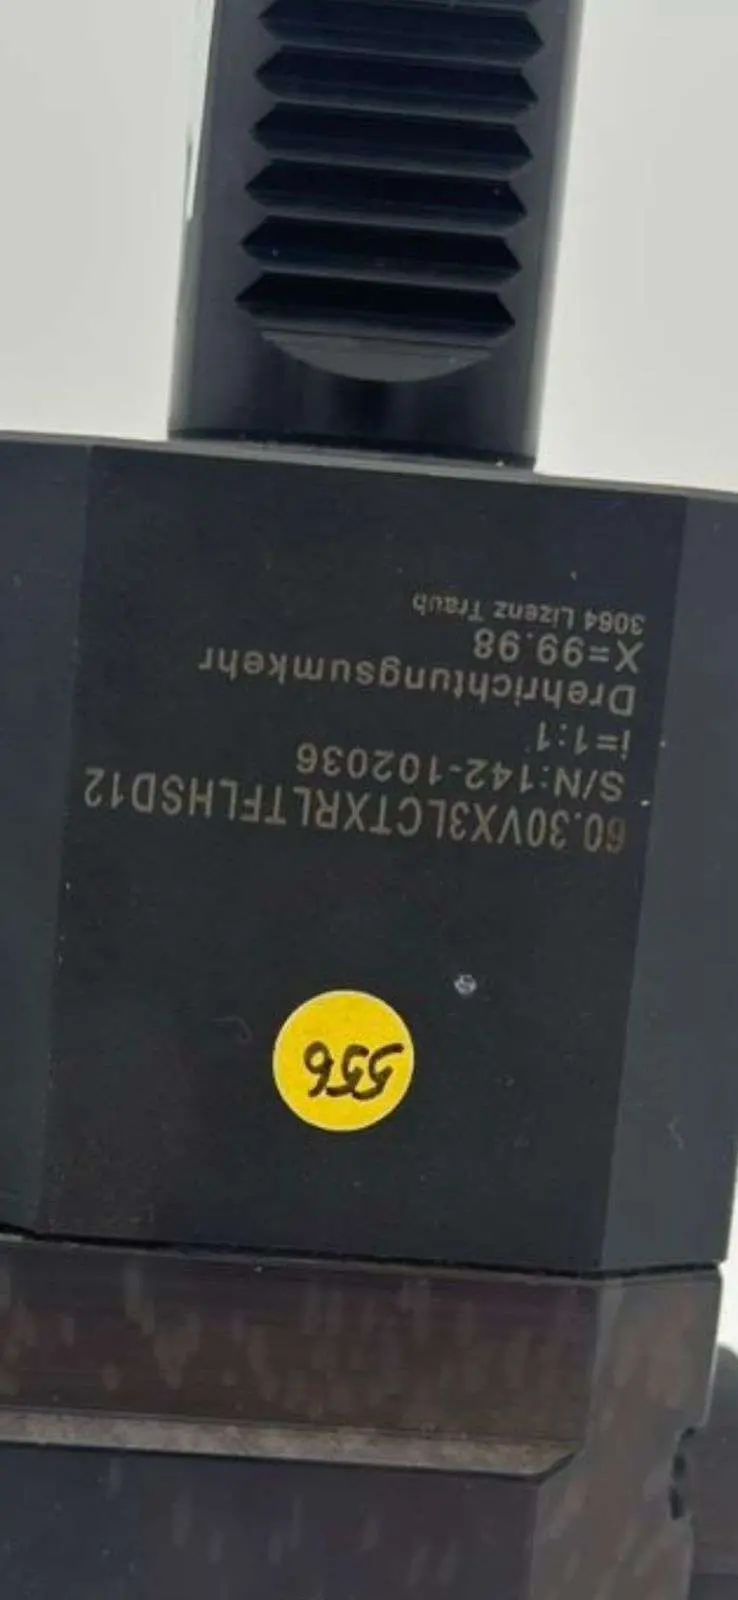 60.30VX3LCTXRLTFLHSD12
S/N:142-102036
i=1:1
Drehrichtungsumkehr
X=99.98
3064 Lizenz Traub
556